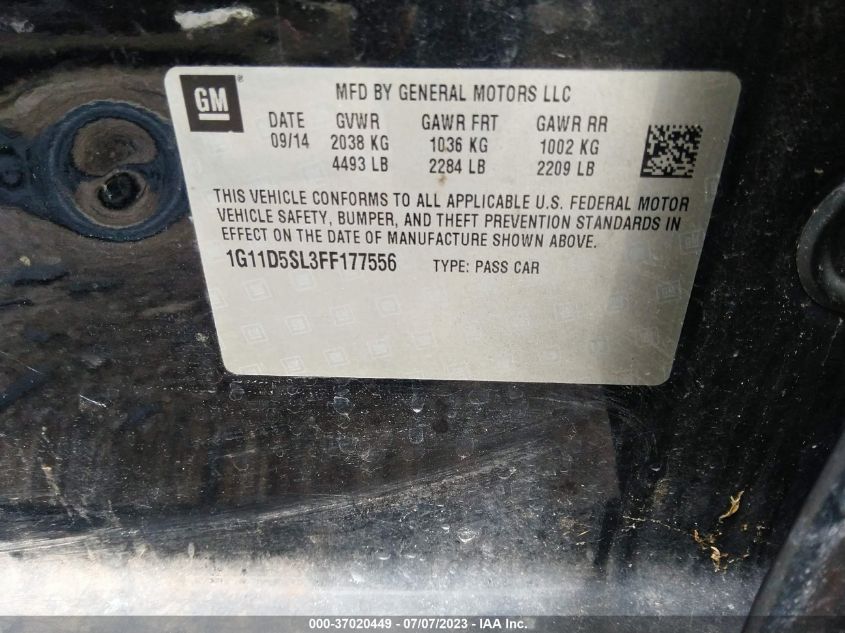 GM ®
MFD BY GENERAL MOTORS LLC
DATE GVWR GAWR FRT GAWR RR
09/14 2038 KG 1036 KG 1002 KG
4493 LB 2284 LB 2209 LB
THIS VEHICLE CONFORMS TO ALL APPLICABLE U.S. FEDERAL MOTOR
VEHICLE SAFETY, BUMPER, AND THEFT PREVENTION STANDARDS IN
EFFECT ON THE DATE OF MANUFACTURE SHOWN ABOVE.
1G11D5SL3FF177556 TYPE: PASS CAR
000-37020449 - 07/07/2023 - © IAA Inc.